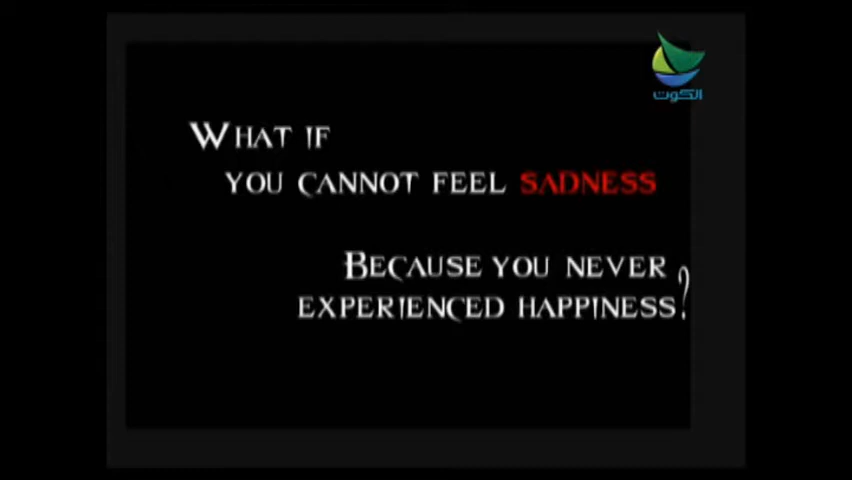 الكوت
WHAT IF
YOU CANNOT FEEL SADNESS
BECAUSE YOU NEVER
EXPERIENCED HAPPINESS?